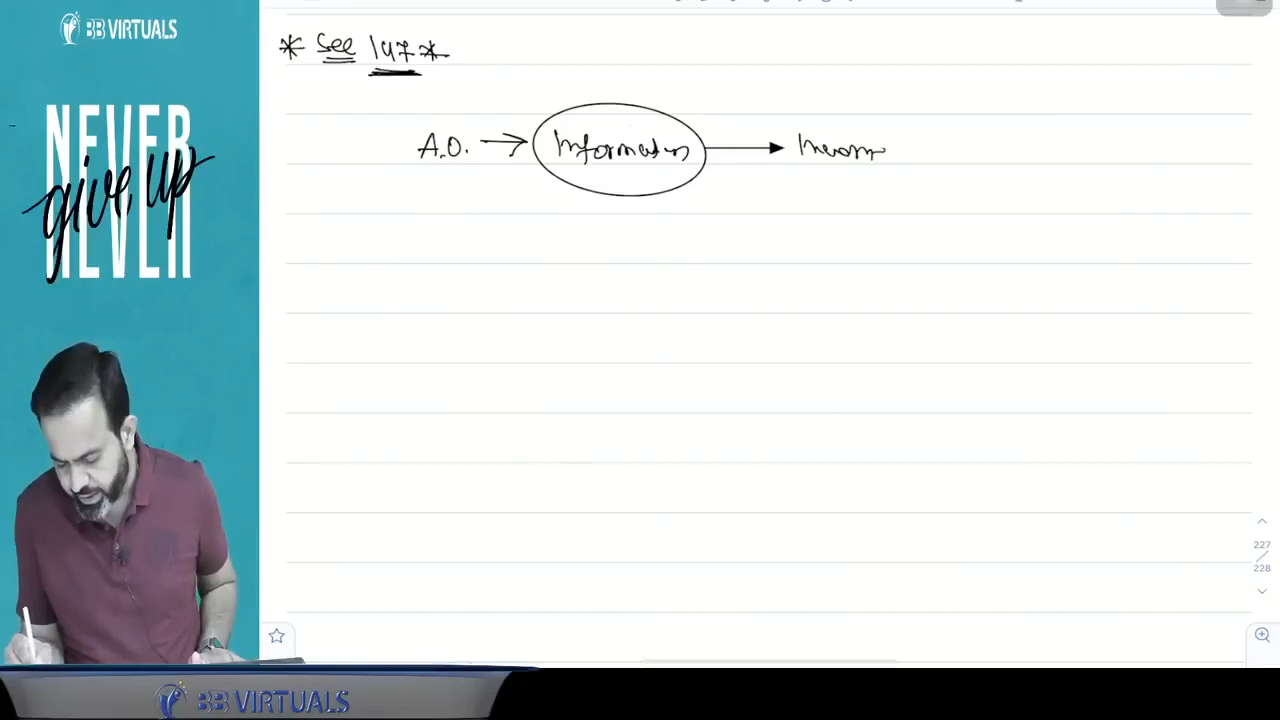 BB VIRTUALS
* See 147 *
NEVER
give up
NEVER
A.O. → Information → Income
227
228
BB VIRTUALS